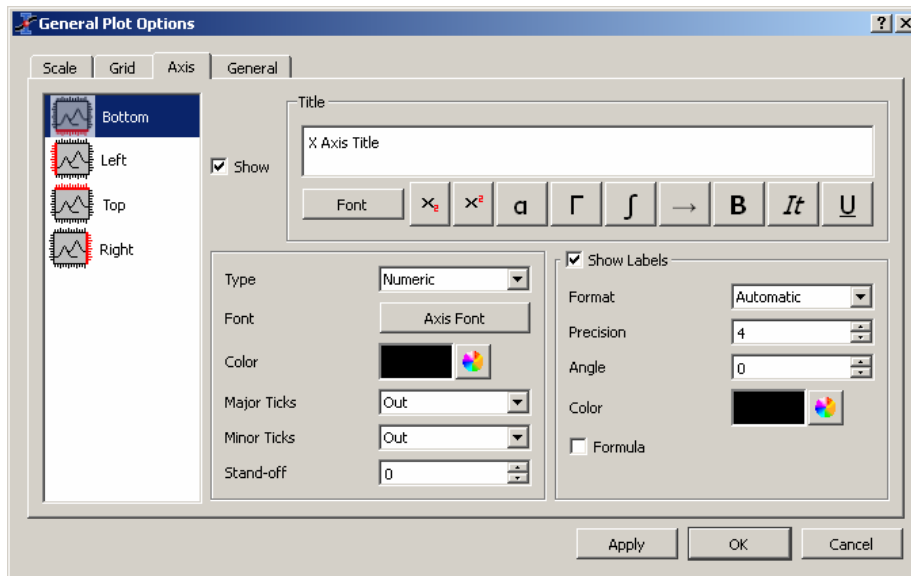 General Plot Options
Scale Grid Axis General
Bottom
Left
Top
Right
Show
Title
X Axis Title
Font x₂ x² α Γ ∫ → B It U
Type Numeric
Font Axis Font
Color
Major Ticks Out
Minor Ticks Out
Stand-off 0
Show Labels
Format Automatic
Precision 4
Angle 0
Color
Formula
Apply OK Cancel